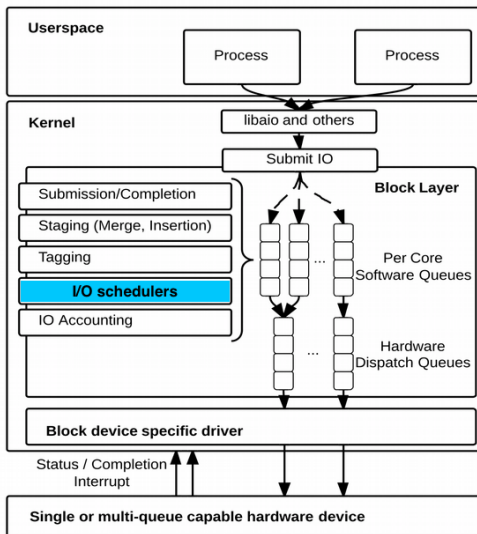 Userspace
Process
Process
Kernel
libaio and others
Submit IO
Block Layer
Submission/Completion
Staging (Merge, Insertion)
Tagging
I/O schedulers
IO Accounting
...
Per Core
Software Queues
...
Hardware
Dispatch Queues
Block device specific driver
Status / Completion
Interrupt
Single or multi-queue capable hardware device